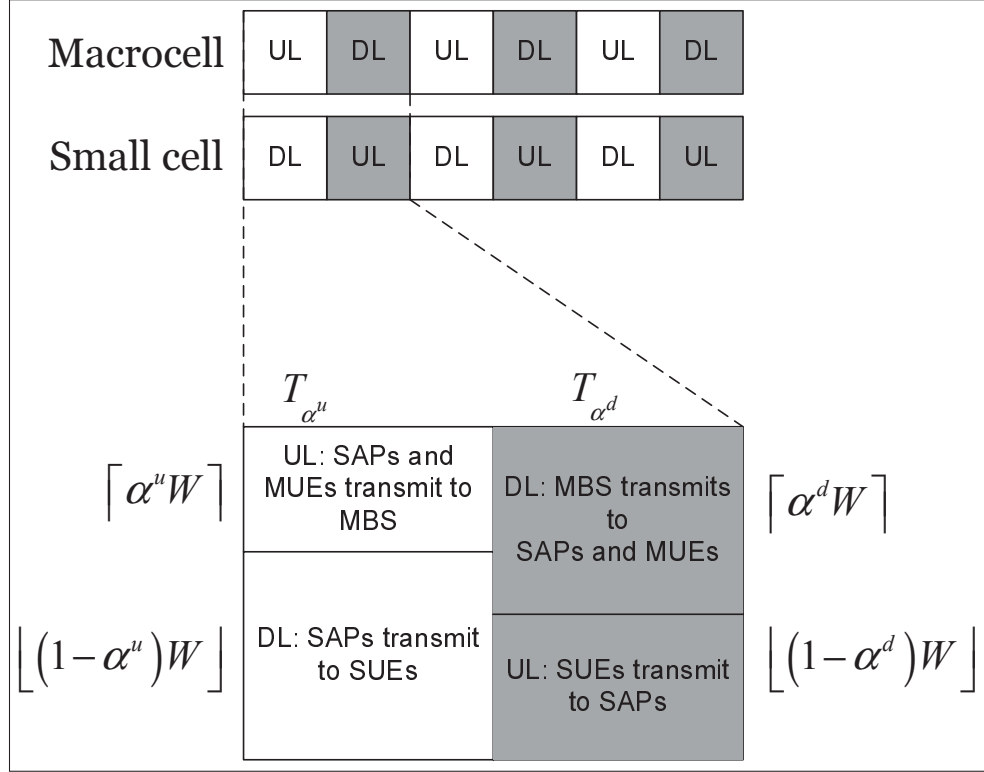 Macrocell UL DL UL DL UL DL
Small cell DL UL DL UL DL UL
T_{α^u} T_{α^d}
⌈α^u W⌉
UL: SAPs and
MUEs transmit to
MBS
DL: MBS transmits
to
SAPs and MUEs
⌈α^d W⌉
⌊(1−α^u)W⌋
DL: SAPs transmit
to SUEs
UL: SUEs transmit
to SAPs
⌊(1−α^d)W⌋